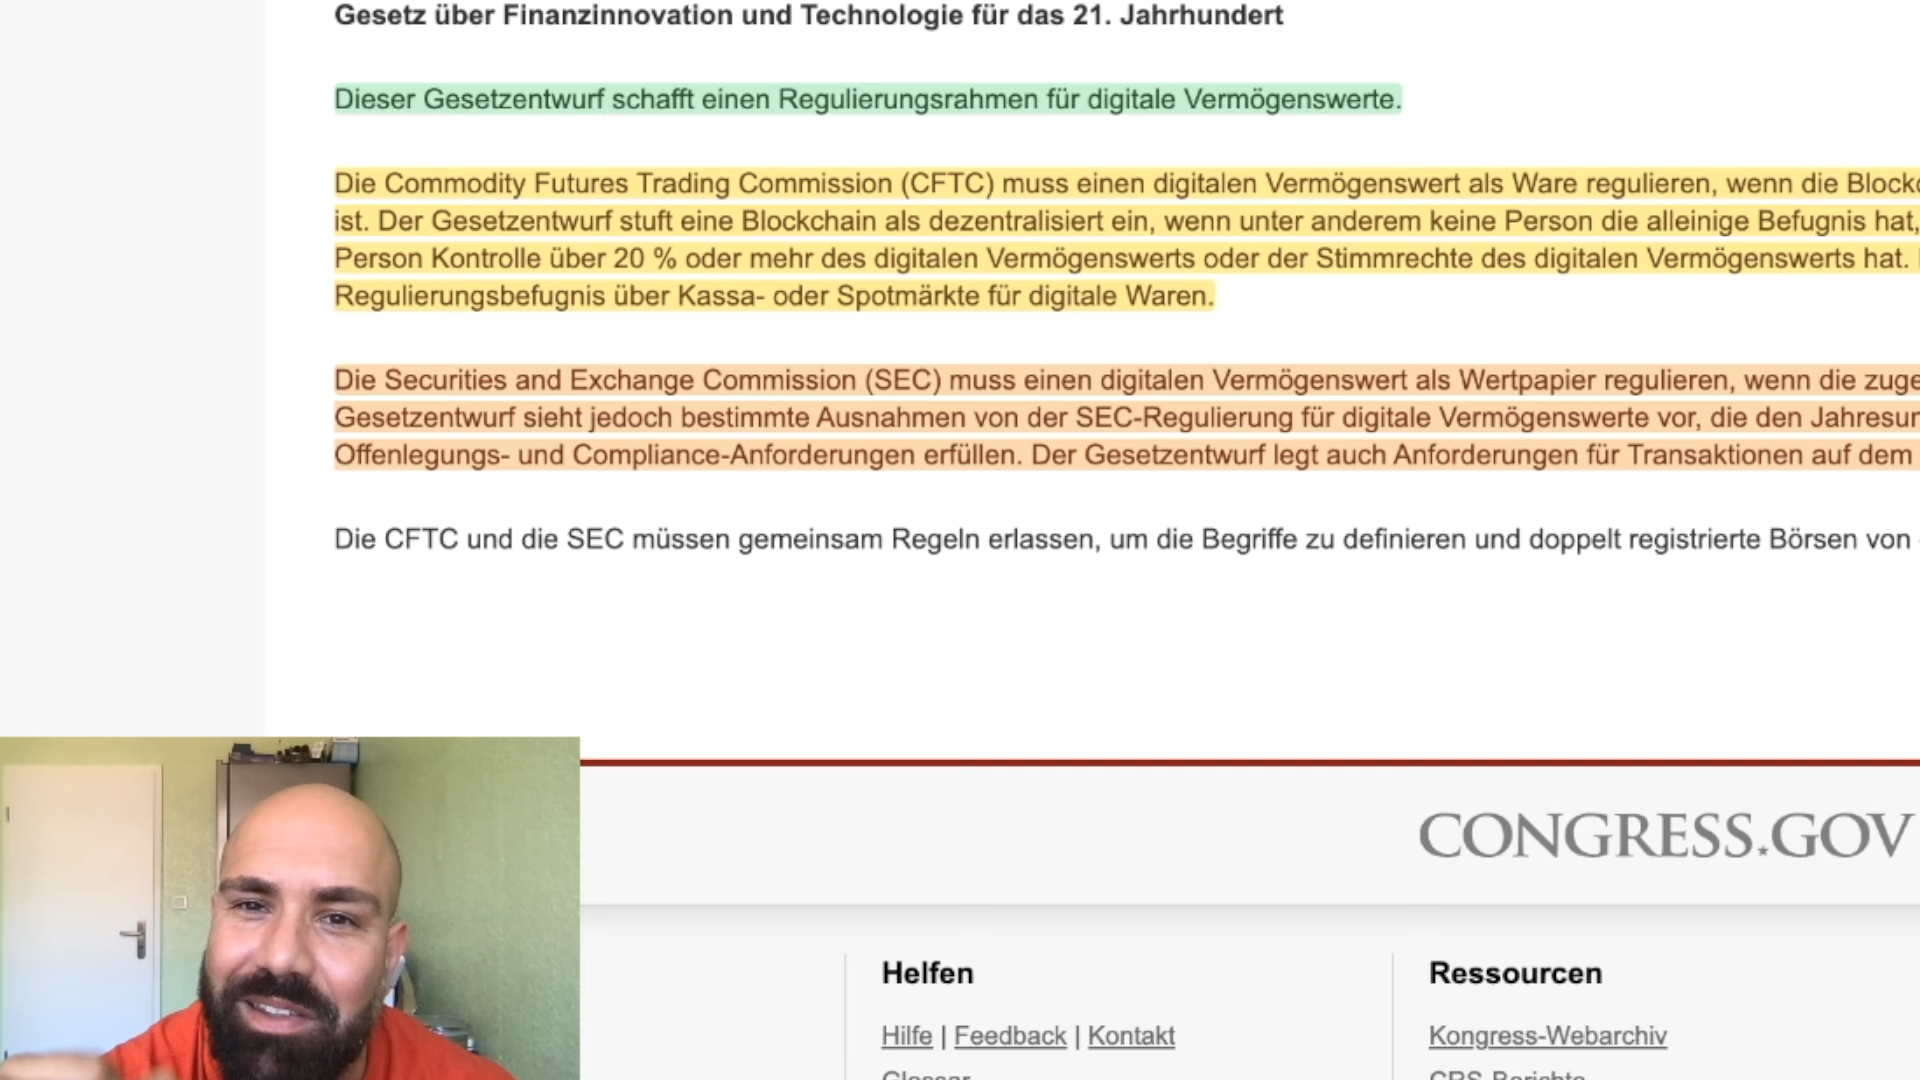 Gesetz über Finanzinnovation und Technologie für das 21. Jahrhundert
Dieser Gesetzentwurf schafft einen Regulierungsrahmen für digitale Vermögenswerte.
Die Commodity Futures Trading Commission (CFTC) muss einen digitalen Vermögenswert als Ware regulieren, wenn die
ist. Der Gesetzentwurf stuft eine Blockchain als dezentralisiert ein, wenn unter anderem keine Person die alleinige Befugnis hat,
Person Kontrolle über 20 % oder mehr des digitalen Vermögenswerts oder der Stimmrechte des digitalen Vermögenswerts hat.
Regulierungsbefugnis über Kassa- oder Spotmärkte für digitale Waren.
Die Securities and Exchange Commission (SEC) muss einen digitalen Vermögenswert als Wertpapier regulieren, wenn die
Gesetzentwurf sieht jedoch bestimmte Ausnahmen von der SEC-Regulierung für digitale Vermögenswerte vor, die den
Offenlegungs- und Compliance-Anforderungen erfüllen. Der Gesetzentwurf legt auch Anforderungen für Transaktionen auf dem
Die CFTC und die SEC müssen gemeinsam Regeln erlassen, um die Begriffe zu definieren und doppelt registrierte Börsen von
CONGRESS.GOV
Helfen
Ressourcen
Hilfe | Feedback | Kontakt
Kongress-Webarchiv